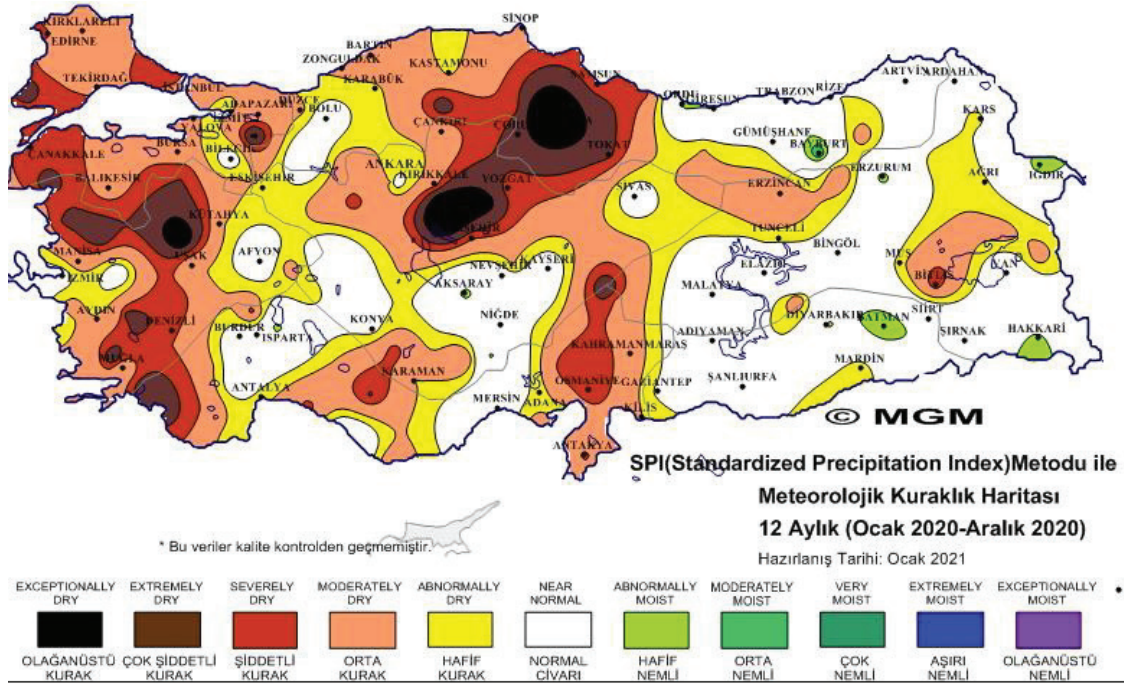 SİNOP
KIRKLARELİ
EDİRNE
BARTIN
ZONGULDAK
KASTAMONU
KARABÜK
TEKİRDAĞ
İSTANBUL
SAMSUN
ARTVİN
ARDAHAN
RİZE
TRABZON
ORDU
GİRESUN
ADAPAZARI
DÜZCE
BOLU
İZMİT
YALOVA
ÇANKIRI
KARS
GÜMÜŞHANE
BAYBURT
TOKAT
BURSA
BİLECİK
ÇANAKKALE
ANKARA
KIRIKKALE
BALIKESİR
ESKİŞEHİR
YOZGAT
SİVAS
ERZİNCAN
ERZURUM
AĞRI
IĞDIR
KÜTAHYA
TUNCELİ
BİNGÖL
MUŞ
MANİSA
UŞAK
AFYON
NEVŞEHİR
KAYSERİ
ELAZIĞ
BİTLİS
VAN
İZMİR
AKSARAY
MALATYA
AYDIN
DENİZLİ
BURDUR
ISPARTA
KONYA
NİĞDE
DİYARBAKIR
SİİRT
ŞIRNAK
HAKKARİ
ADIYAMAN
KAHRAMANMARAŞ
MUĞLA
MARDİN
ANTALYA
KARAMAN
MERSİN
ADANA
OSMANİYE
GAZİANTEP
ŞANLIURFA
KİLİS
ANTAKYA
© MGM
SPI(Standardized Precipitation Index)Metodu ile
Meteorolojik Kuraklık Haritası
12 Aylık (Ocak 2020-Aralık 2020)
Hazırlanış Tarihi: Ocak 2021
* Bu veriler kalite kontrolden geçmemiştir.
EXCEPTIONALLY DRY
EXTREMELY DRY
SEVERELY DRY
MODERATELY DRY
ABNORMALLY DRY
NEAR NORMAL
ABNORMALLY MOIST
MODERATELY MOIST
VERY MOIST
EXTREMELY MOIST
EXCEPTIONALLY MOIST
OLAĞANÜSTÜ KURAK
ÇOK ŞİDDETLİ KURAK
ŞİDDETLİ KURAK
ORTA KURAK
HAFİF KURAK
NORMAL CİVARI
HAFİF NEMLİ
ORTA NEMLİ
ÇOK NEMLİ
AŞIRI NEMLİ
OLAĞANÜSTÜ NEMLİ